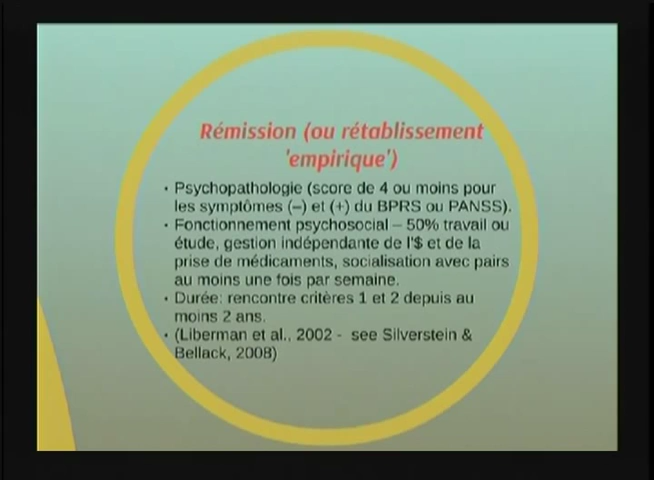 Rémission (ou rétablissement
'empirique')
• Psychopathologie (score de 4 ou moins pour
les symptômes (–) et (+) du BPRS ou PANSS).
• Fonctionnement psychosocial – 50% travail ou
étude, gestion indépendante de l'$ et de la
prise de médicaments, socialisation avec pairs
au moins une fois par semaine.
• Durée: rencontre critères 1 et 2 depuis au
moins 2 ans.
• (Liberman et al., 2002 - see Silverstein &
Bellack, 2008)